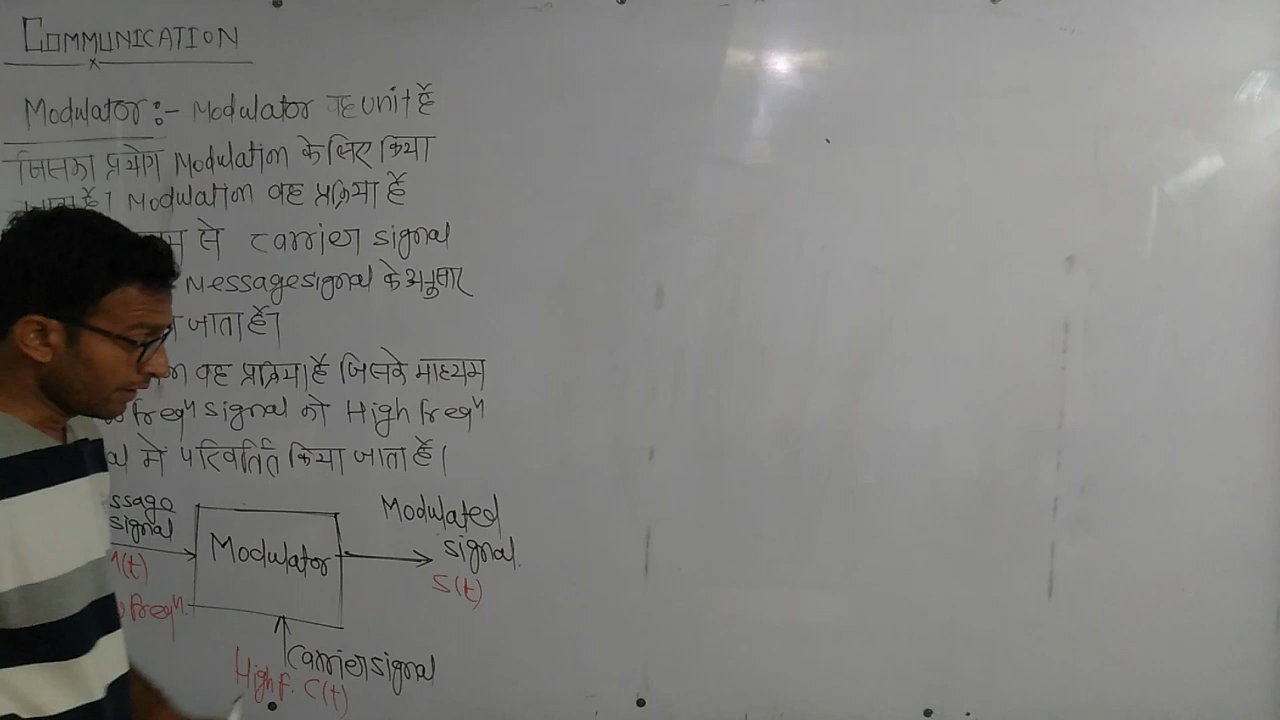 COMMUNICATION
Modulator :- Modulator वह unit हैं
जिसका प्रयोग Modulation के लिए किया
जाता हैं। Modulation वह प्रक्रिया हैं
से carrier signal
Message signal के अनुसार
जाता हैं।
वह प्रक्रिया हैं जिसके माध्यम
freqⁿ signal को High freqⁿ
में परिवर्तित किया जाता हैं।
ssage
signal
(t)
freqⁿ.
Modulator
Modulated
signal.
S(t)
Carrier signal
High f. C(t)